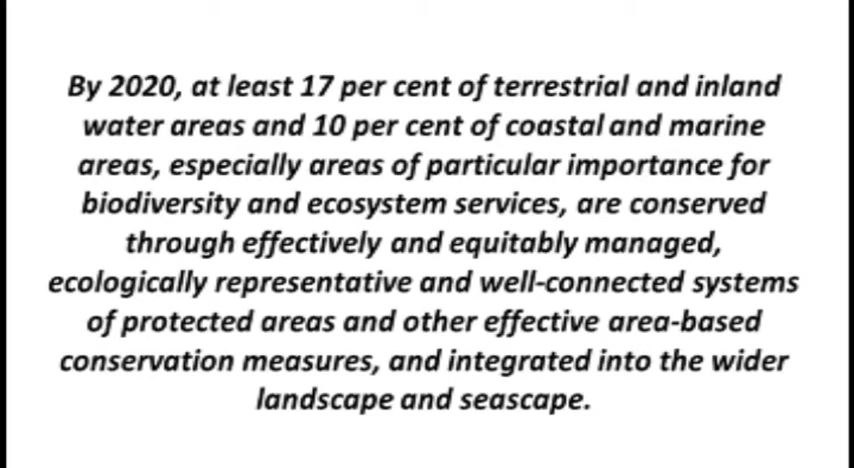 By 2020, at least 17 per cent of terrestrial and inland
water areas and 10 per cent of coastal and marine
areas, especially areas of particular importance for
biodiversity and ecosystem services, are conserved
through effectively and equitably managed,
ecologically representative and well-connected systems
of protected areas and other effective area-based
conservation measures, and integrated into the wider
landscape and seascape.